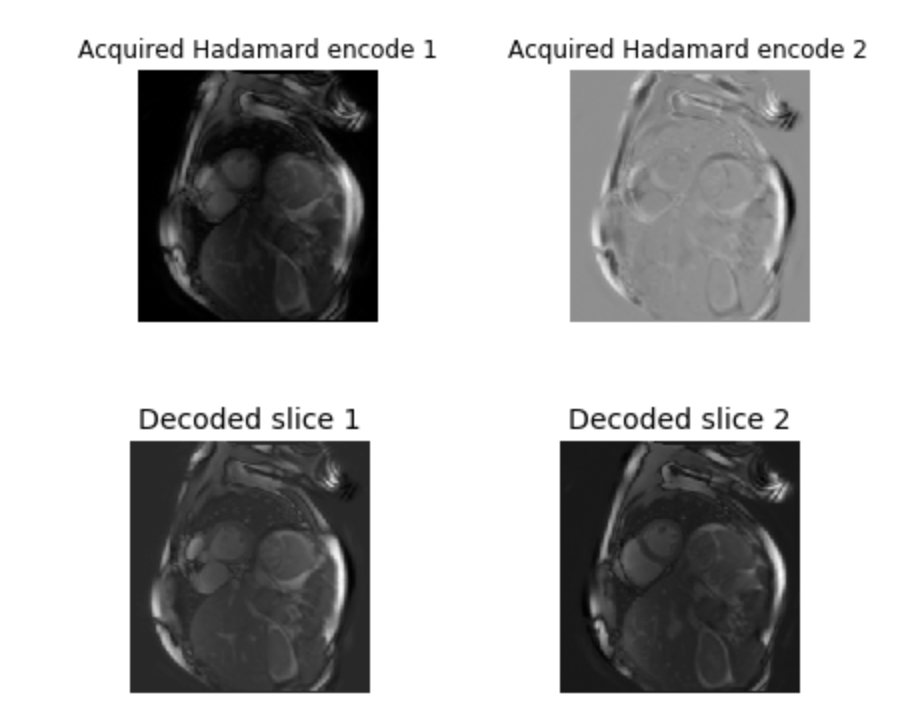 Acquired Hadamard encode 1
Acquired Hadamard encode 2
Decoded slice 1
Decoded slice 2